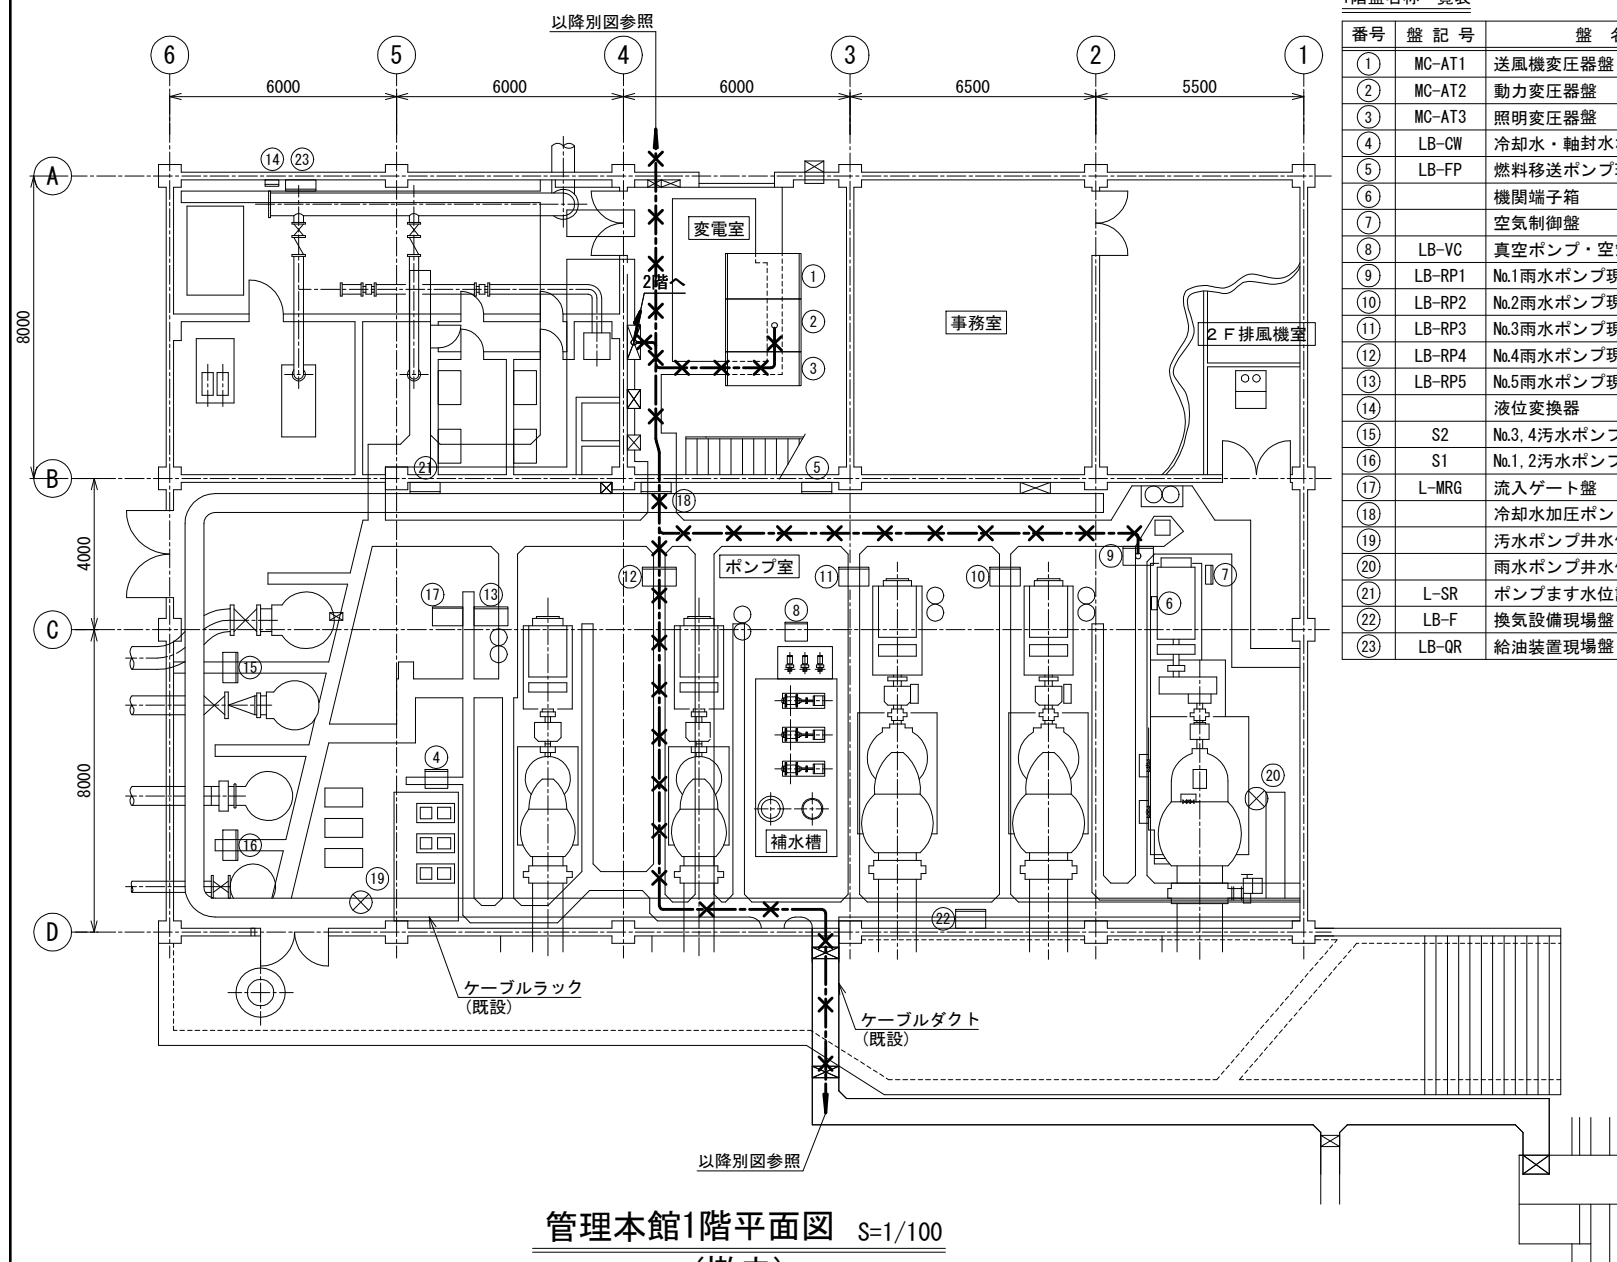 以降別図参照
6
5
4
3
2
1
6000
6000
6000
6500
5500
A
B
C
D
8000
4000
8000
14
23
変電室
2階へ
1
2
3
事務室
2F排風機室
21
5
18
9
ポンプ室
12
11
10
7
6
17
13
8
15
4
20
16
19
補水槽
22
ケーブルラック
(既設)
ケーブルダクト
(既設)
以降別図参照
管理本館1階平面図 S=1/100
番号 盤記号 盤
1 MC-AT1 送風機変圧器盤
2 MC-AT2 動力変圧器盤
3 MC-AT3 照明変圧器盤
4 LB-CW 冷却水・軸封水
5 LB-FP 燃料移送ポンプ
6 機関端子箱
7 空気制御盤
8 LB-VC 真空ポンプ・空
9 LB-RP1 No.1雨水ポンプ現
10 LB-RP2 No.2雨水ポンプ現
11 LB-RP3 No.3雨水ポンプ現
12 LB-RP4 No.4雨水ポンプ現
13 LB-RP5 No.5雨水ポンプ現
14 液位変換器
15 S2 No.3,4汚水ポンプ
16 S1 No.1,2汚水ポンプ
17 L-MRG 流入ゲート盤
18 冷却水加圧ポン
19 汚水ポンプ井水
20 雨水ポンプ井水
21 L-SR ポンプます水位
22 LB-F 換気設備現場盤
23 LB-QR 給油装置現場盤